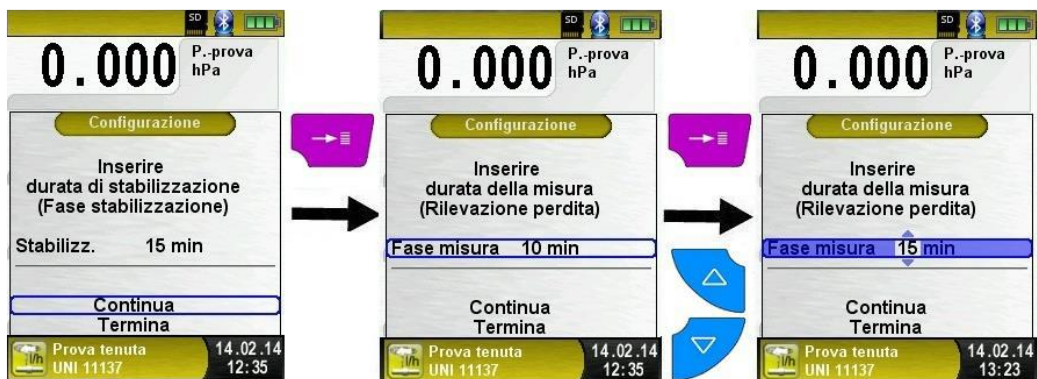 SD
0.000 P.-prova
hPa
Configurazione
Inserire
durata di stabilizzazione
(Fase stabilizzazione)
Stabilizz. 15 min
Continua
Termina
Prova tenuta
UNI 11137
14.02.14
12:35
SD
0.000 P.-prova
hPa
Configurazione
Inserire
durata della misura
(Rilevazione perdita)
Fase misura 10 min
Continua
Termina
Prova tenuta
UNI 11137
14.02.14
12:35
SD
0.000 P.-prova
hPa
Configurazione
Inserire
durata della misura
(Rilevazione perdita)
Fase misura 15 min
Continua
Termina
Prova tenuta
UNI 11137
14.02.14
13:23